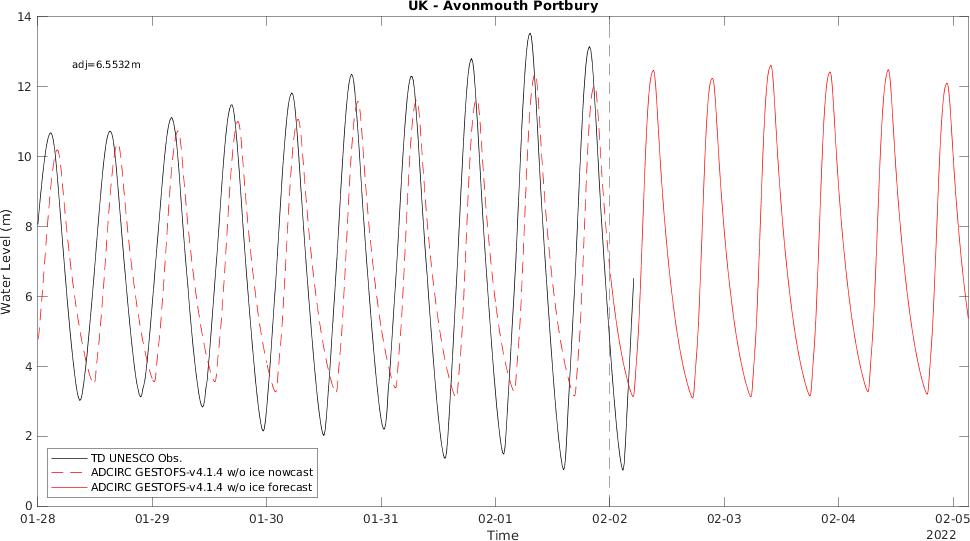 UK - Avonmouth Portbury
14
12
10
8
6
4
2
0
Water Level (m)
adj=6.5532m
TD UNESCO Obs.
ADCIRC GESTOFS-v4.1.4 w/o ice nowcast
ADCIRC GESTOFS-v4.1.4 w/o ice forecast
01-28 01-29 01-30 01-31 02-01 02-02 02-03 02-04 02-05
Time 2022